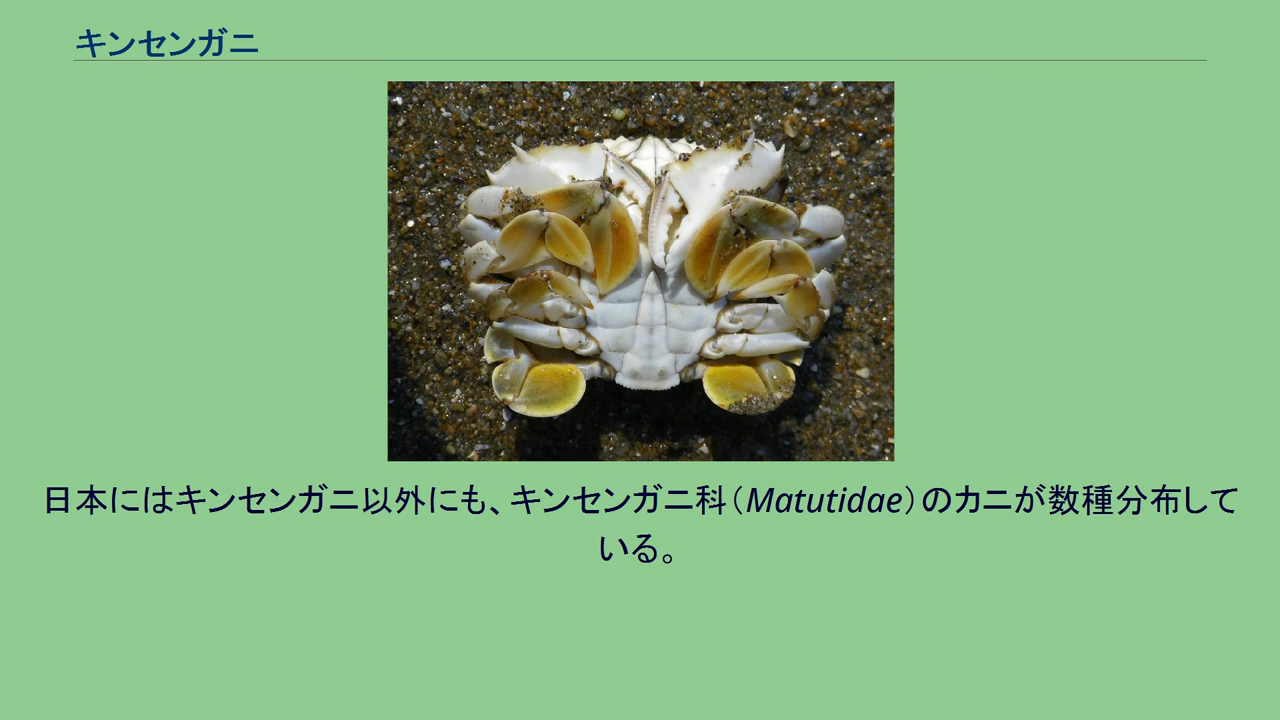 キンセンガニ
日本にはキンセンガニ以外にも、キンセンガニ科（Matutidae）のカニが数種分布して
いる。